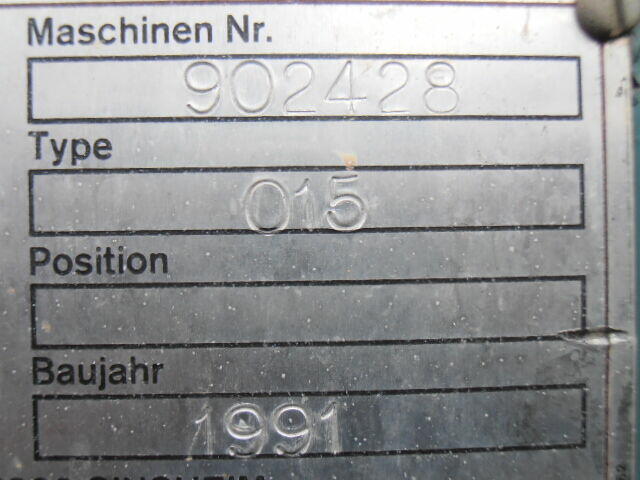 Maschinen Nr.
902428
Type
015
Position
Baujahr
1991